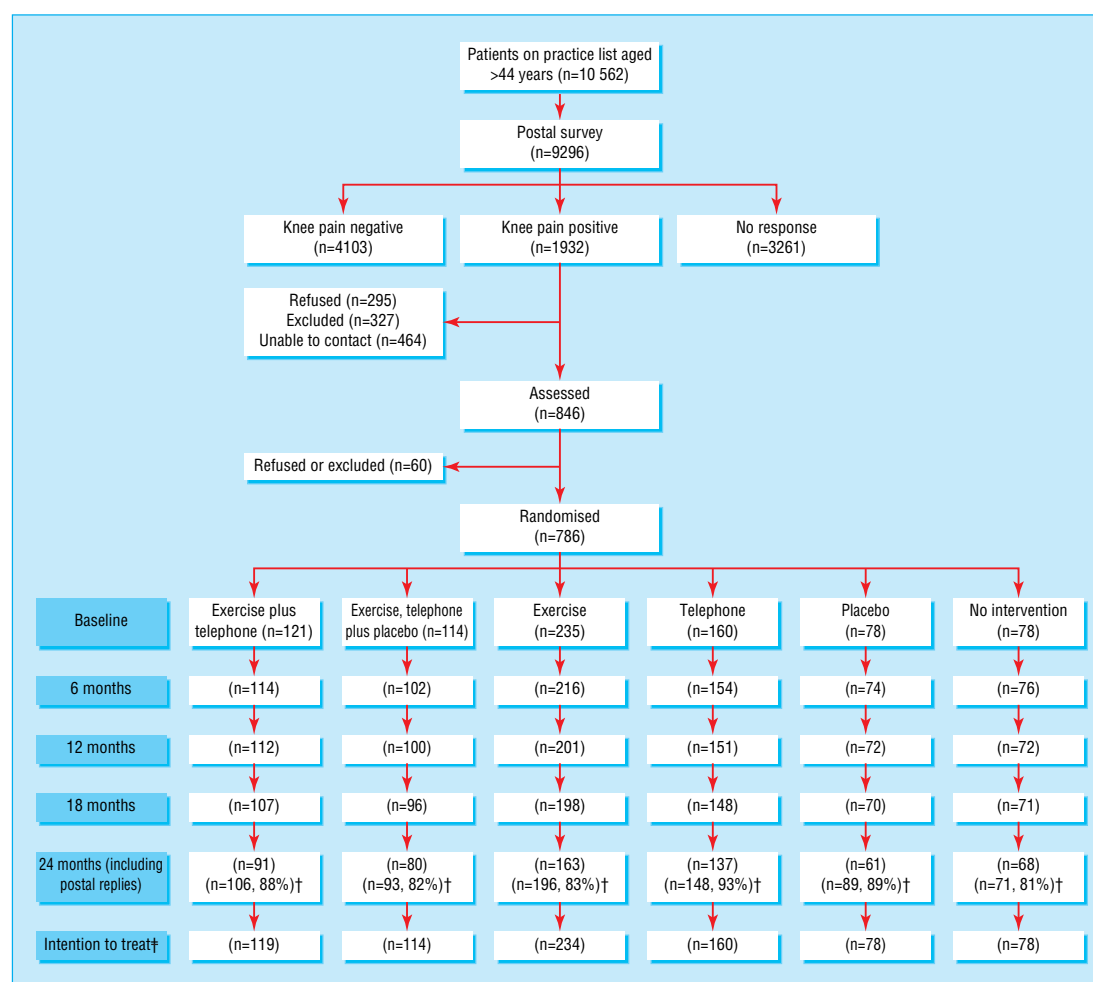 Patients on practice list aged
>44 years (n=10 562)
Postal survey
(n=9296)
Knee pain negative
(n=4103)
Knee pain positive
(n=1932)
No response
(n=3261)
Refused (n=295)
Excluded (n=327)
Unable to contact (n=464)
Assessed
(n=846)
Refused or excluded (n=60)
Randomised
(n=786)
Baseline
Exercise plus
telephone (n=121)
Exercise, telephone
plus placebo (n=114)
Exercise
(n=235)
Telephone
(n=160)
Placebo
(n=78)
No intervention
(n=78)
6 months
(n=114)
(n=102)
(n=216)
(n=154)
(n=74)
(n=76)
12 months
(n=112)
(n=100)
(n=201)
(n=151)
(n=72)
(n=72)
18 months
(n=107)
(n=96)
(n=198)
(n=148)
(n=70)
(n=71)
24 months (including
postal replies)
(n=91)
(n=106, 88%)†
(n=80)
(n=93, 82%)†
(n=163)
(n=196, 83%)†
(n=137)
(n=148, 93%)†
(n=61)
(n=89, 89%)†
(n=68)
(n=71, 81%)†
Intention to treat‡
(n=119)
(n=114)
(n=234)
(n=160)
(n=78)
(n=78)